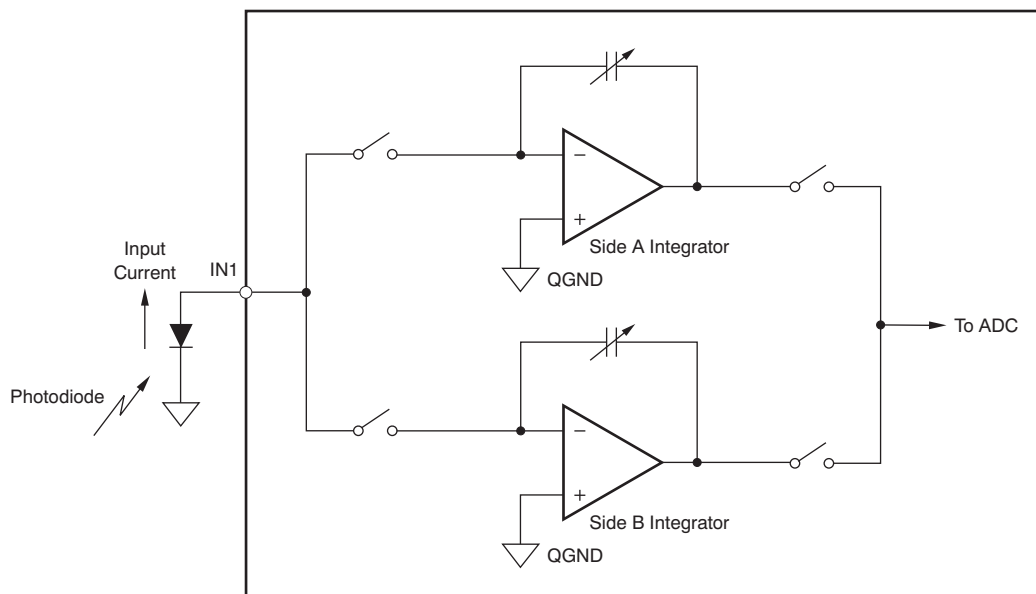 Input
Current
IN1
Photodiode
−
+
Side A Integrator
QGND
To ADC
−
+
Side B Integrator
QGND